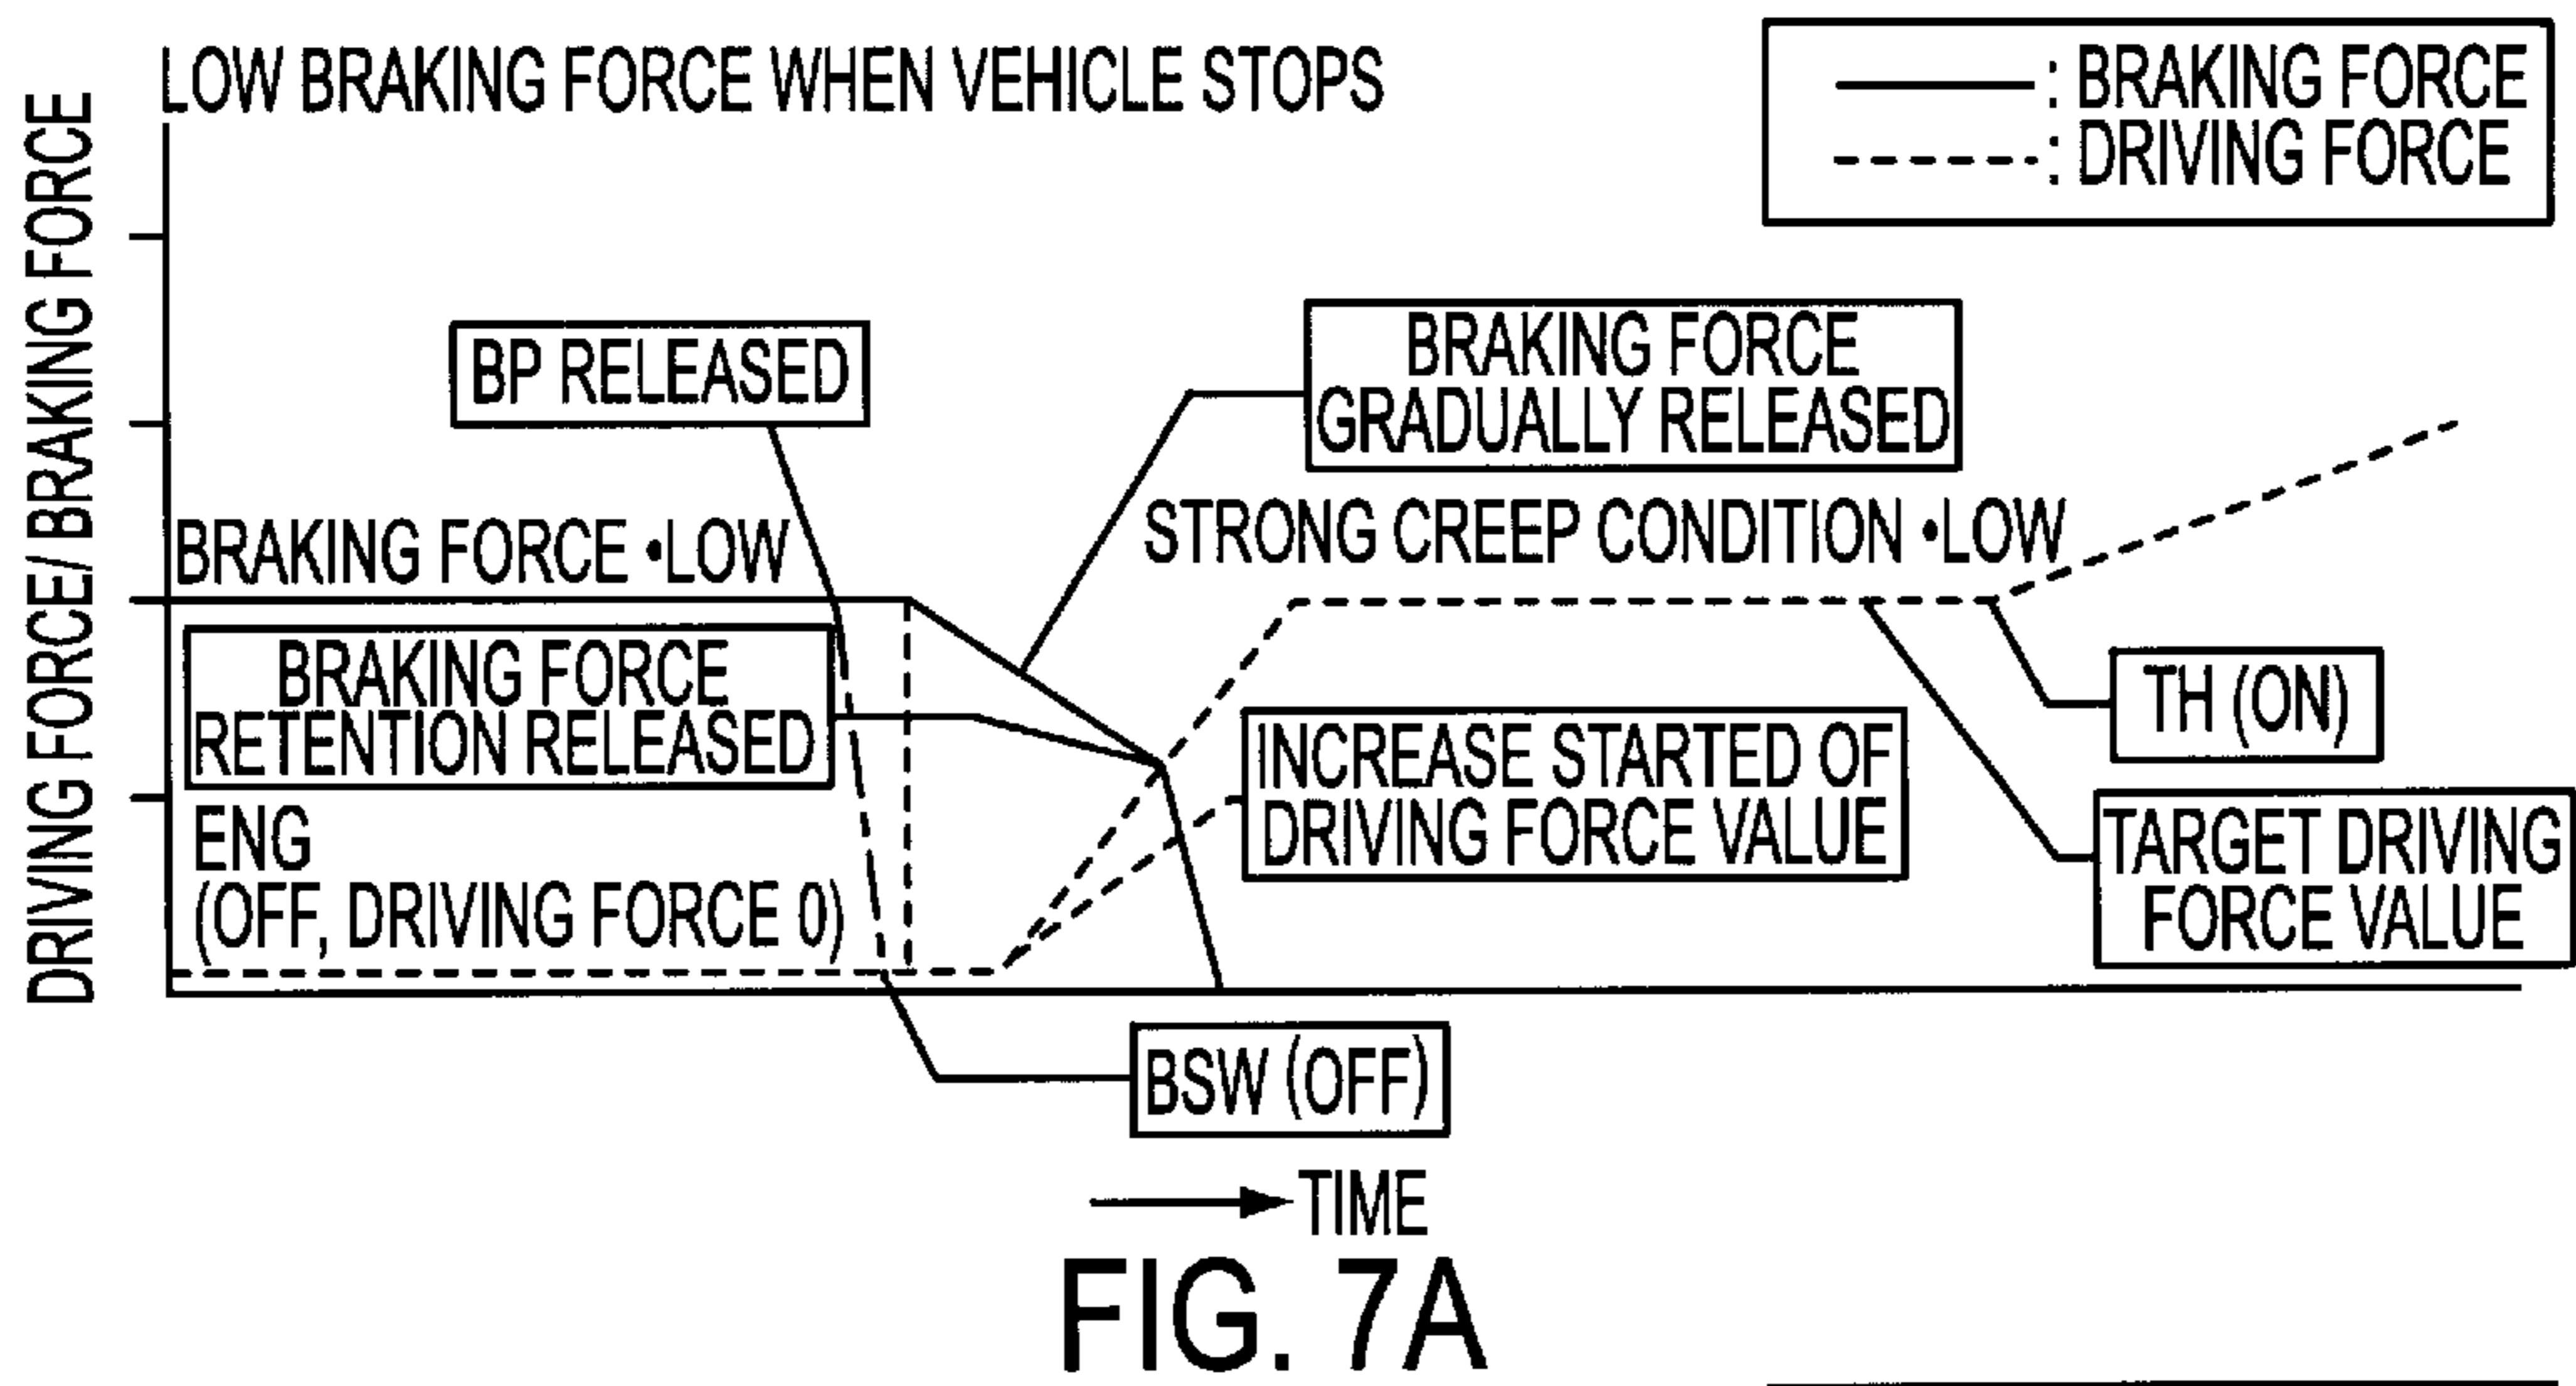 LOW BRAKING FORCE WHEN VEHICLE STOPS
: BRAKING FORCE
: DRIVING FORCE
DRIVING FORCE/ BRAKING FORCE
BP RELEASED
BRAKING FORCE
GRADUALLY RELEASED
BRAKING FORCE •LOW
STRONG CREEP CONDITION •LOW
BRAKING FORCE
RETENTION RELEASED
TH (ON)
INCREASE STARTED OF
DRIVING FORCE VALUE
ENG
(OFF, DRIVING FORCE 0)
TARGET DRIVING
FORCE VALUE
BSW (OFF)
TIME
FIG. 7A